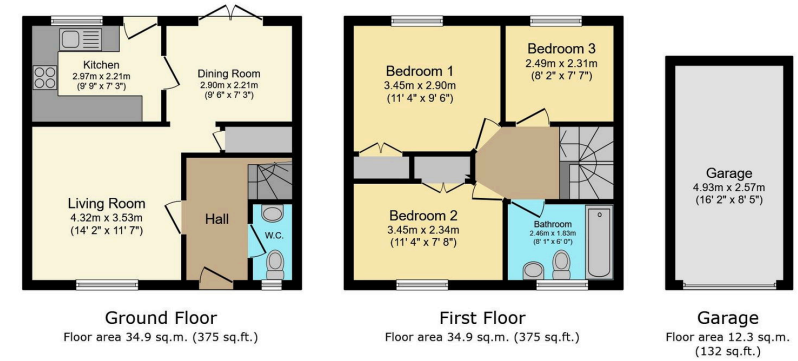 Kitchen
2.97m x 2.21m
(9' 9" x 7' 3")
Dining Room
2.90m x 2.21m
(9' 6" x 7' 3")
Living Room
4.32m x 3.53m
(14' 2" x 11' 7")
Hall
W.C.
Ground Floor
Floor area 34.9 sq.m. (375 sq.ft.)
Bedroom 1
3.45m x 2.90m
(11' 4" x 9' 6")
Bedroom 3
2.49m x 2.31m
(8' 2" x 7' 7")
Bedroom 2
3.45m x 2.34m
(11' 4" x 7' 8")
Bathroom
2.46m x 1.83m
(8' 1" x 6' 0")
First Floor
Floor area 34.9 sq.m. (375 sq.ft.)
Garage
4.93m x 2.57m
(16' 2" x 8' 5")
Garage
Floor area 12.3 sq.m.
(132 sq.ft.)